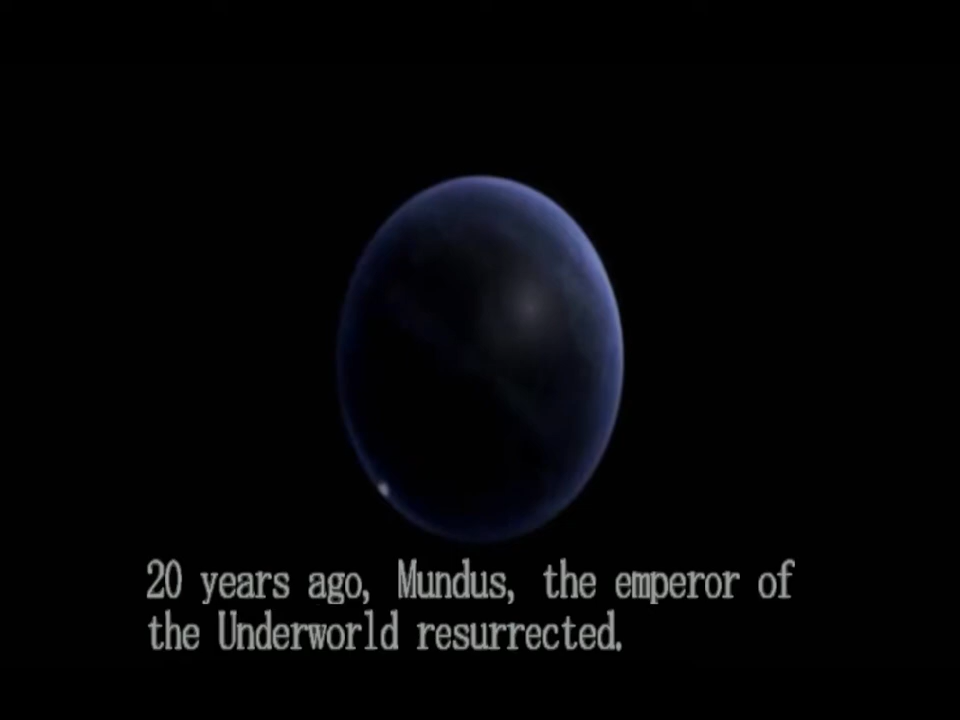 20 years ago, Mundus, the emperor of
the Underworld resurrected.